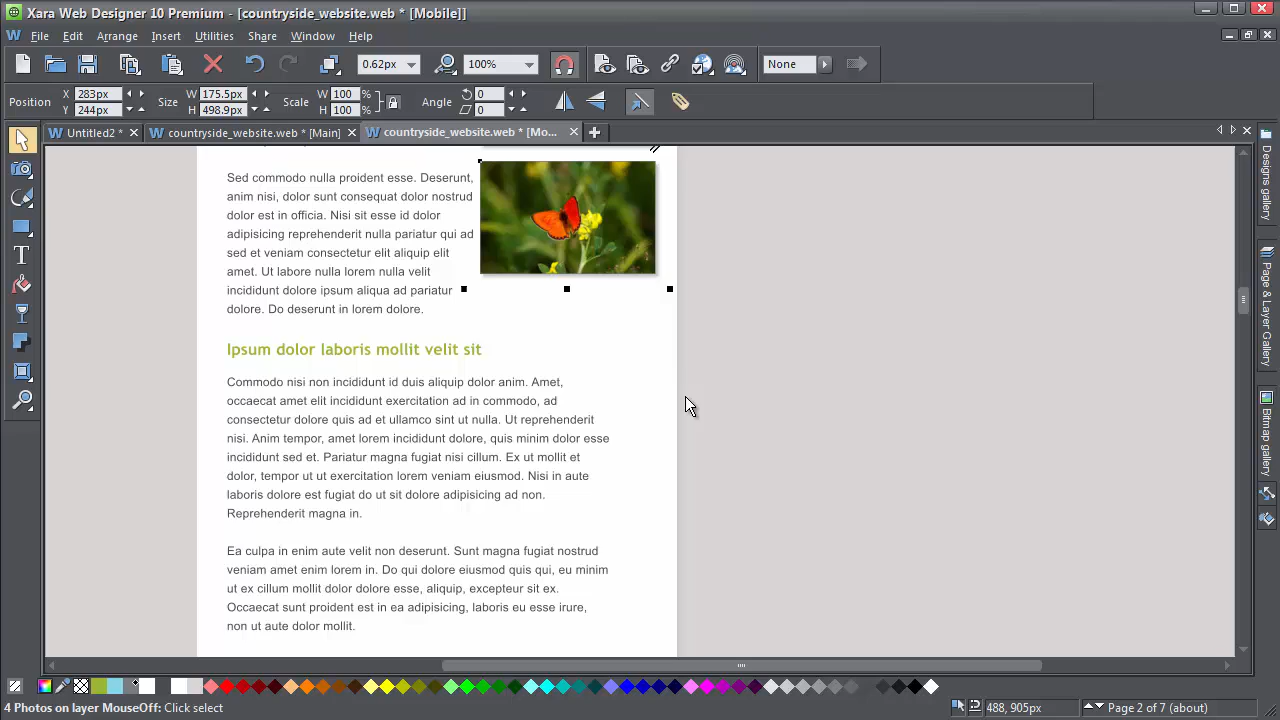 Xara Web Designer 10 Premium - [countryside_website.web * [Mobile]]
File Edit Arrange Insert Utilities Share Window Help
0.62px 100% None
Position X 283px Y 244px Size W 175.5px H 498.9px Scale W 100 H 100 Angle 0 0
Untitled2 * countryside_website.web * [Main] countryside_website.web * [Mo...
Sed commodo nulla proident esse. Deserunt,
anim nisi, dolor sunt consequat dolor nostrud
dolor est in officia. Nisi sit esse id dolor
adipisicing reprehenderit nulla pariatur qui ad
sed et veniam consectetur elit aliquip elit
amet. Ut labore nulla lorem nulla velit
incididunt dolore ipsum aliqua ad pariatur
dolore. Do deserunt in lorem dolore.
Ipsum dolor laboris mollit velit sit
Commodo nisi non incididunt id duis aliquip dolor anim. Amet,
occaecat amet elit incididunt exercitation ad in commodo, ad
consectetur dolore quis ad et ullamco sint ut nulla. Ut reprehenderit
nisi. Anim tempor, amet lorem incididunt dolore, quis minim dolor esse
incididunt sed et. Pariatur magna fugiat nisi cillum. Ex ut mollit et
dolor, tempor ut ut exercitation lorem veniam eiusmod. Nisi in aute
laboris dolore est fugiat do ut sit dolore adipisicing ad non.
Reprehenderit magna in.
Ea culpa in enim aute velit non deserunt. Sunt magna fugiat nostrud
veniam amet enim lorem in. Do qui dolore eiusmod quis qui, eu minim
ut ex cillum mollit dolor dolore esse, aliquip, excepteur sit ex.
Occaecat sunt proident est in ea adipisicing, laboris eu esse irure,
non ut aute dolor mollit.
Designs gallery
Page & Layer Gallery
Bitmap gallery
4 Photos on layer MouseOff: Click select 488, 905px Page 2 of 7 (about)